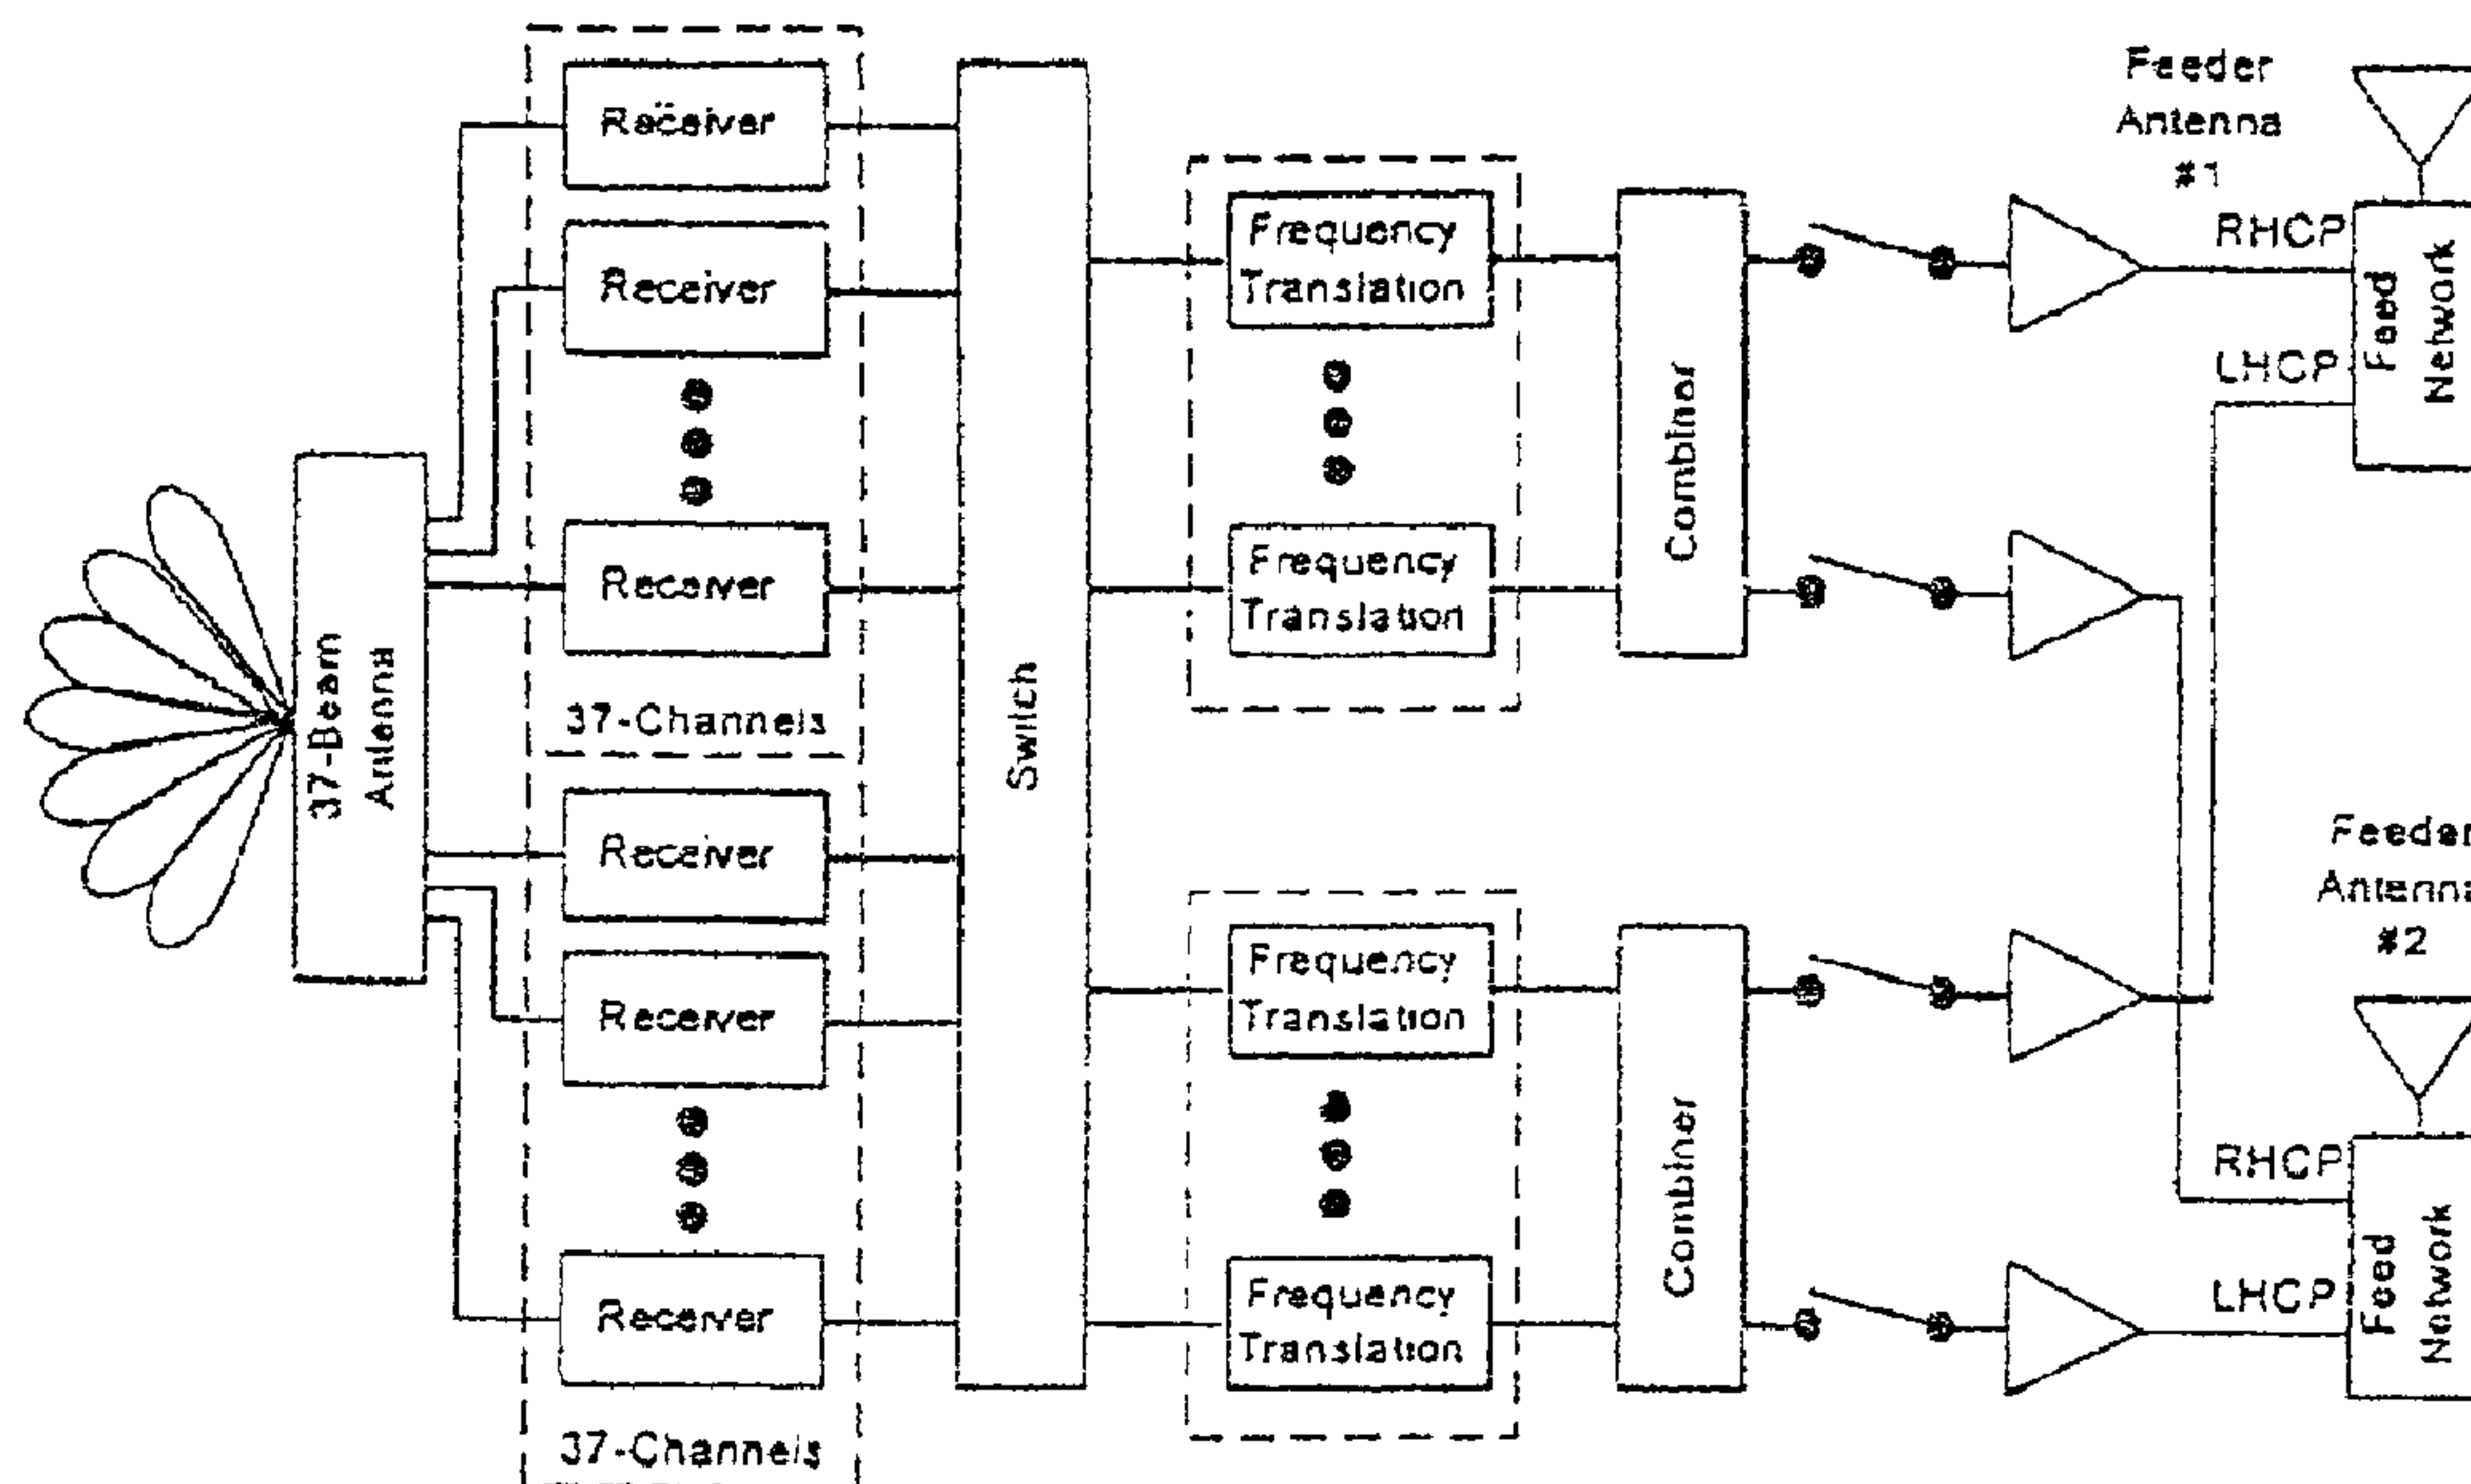 Receiver
Receiver
Receiver
37-Channels
Receiver
Receiver
Receiver
37-Channels
37-Beam
Antenna
Switch
Frequency
Translation
Frequency
Translation
Frequency
Translation
Frequency
Translation
Combiner
Combiner
Feeder
Antenna
#1
RHCP
LHCP
Feed
Network
Feeder
Antenna
#2
RHCP
LHCP
Feed
Network